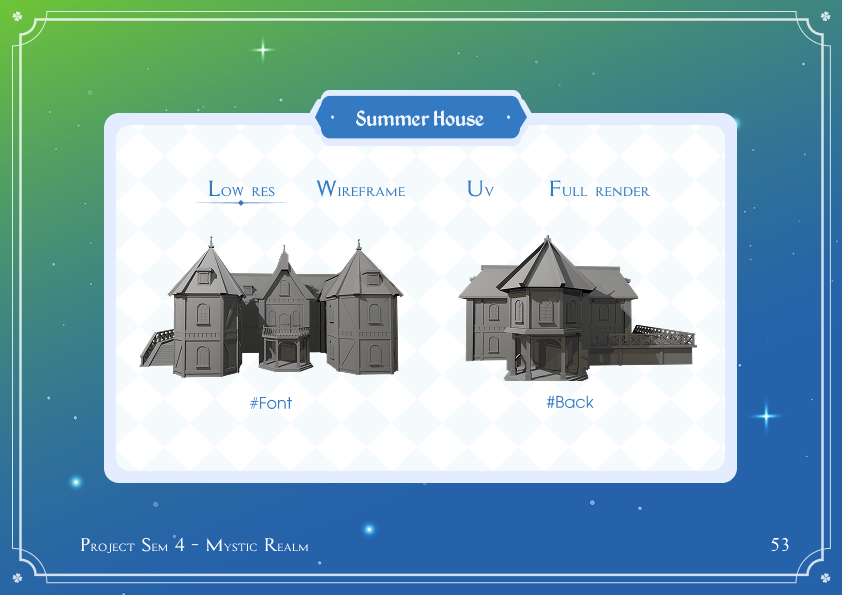 Summer House
Low res Wireframe Uv Full render
#Font #Back
Project Sem 4 - Mystic Realm 53